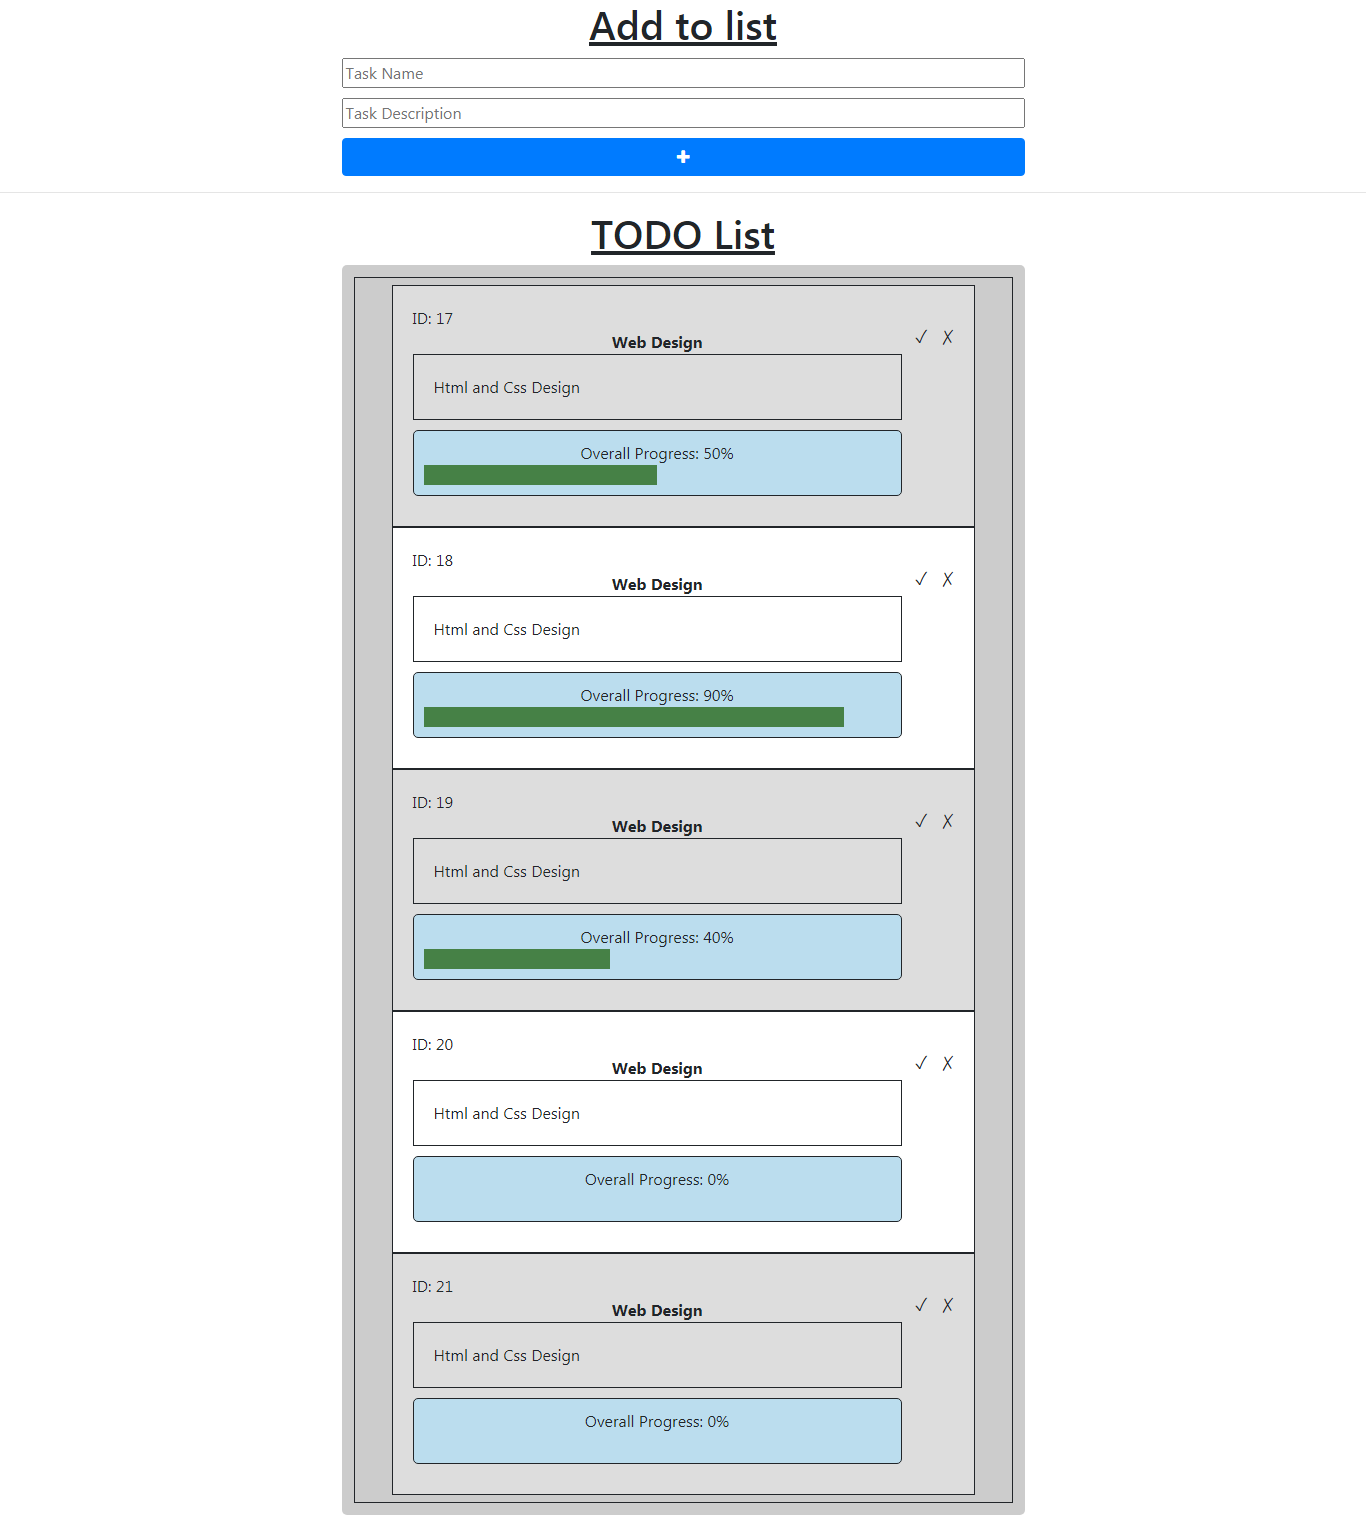 Add to list
Task Name
Task Description
+
TODO List
ID: 17
✓ ✗
Web Design
Html and Css Design
Overall Progress: 50%
ID: 18
✓ ✗
Web Design
Html and Css Design
Overall Progress: 90%
ID: 19
✓ ✗
Web Design
Html and Css Design
Overall Progress: 40%
ID: 20
✓ ✗
Web Design
Html and Css Design
Overall Progress: 0%
ID: 21
✓ ✗
Web Design
Html and Css Design
Overall Progress: 0%